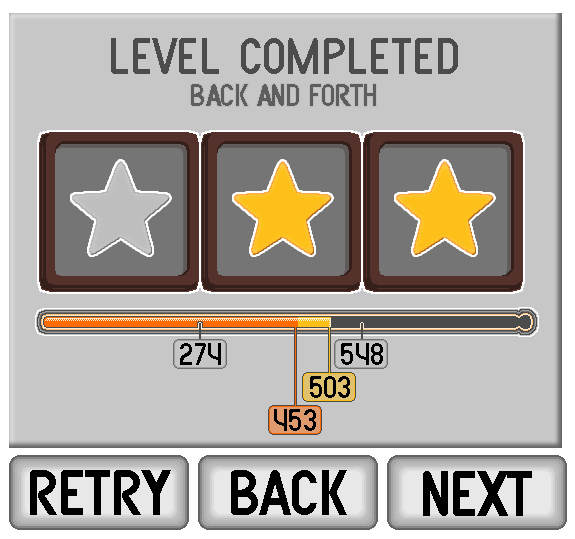 LEVEL COMPLETED
BACK AND FORTH
274
548
503
453
RETRY
BACK
NEXT